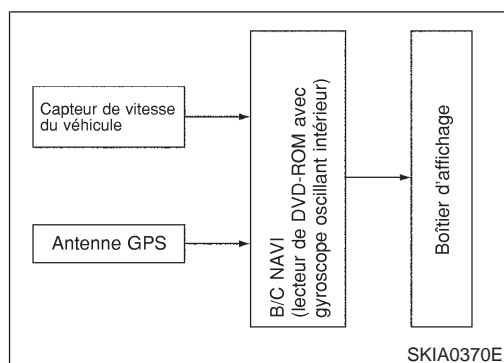 Capteur de vitesse
du véhicule
Antenne GPS
B/C NAVI
(lecteur de DVD-ROM avec
gyroscope oscillant intérieur)
Boîtier d'affichage
SKIA0370E